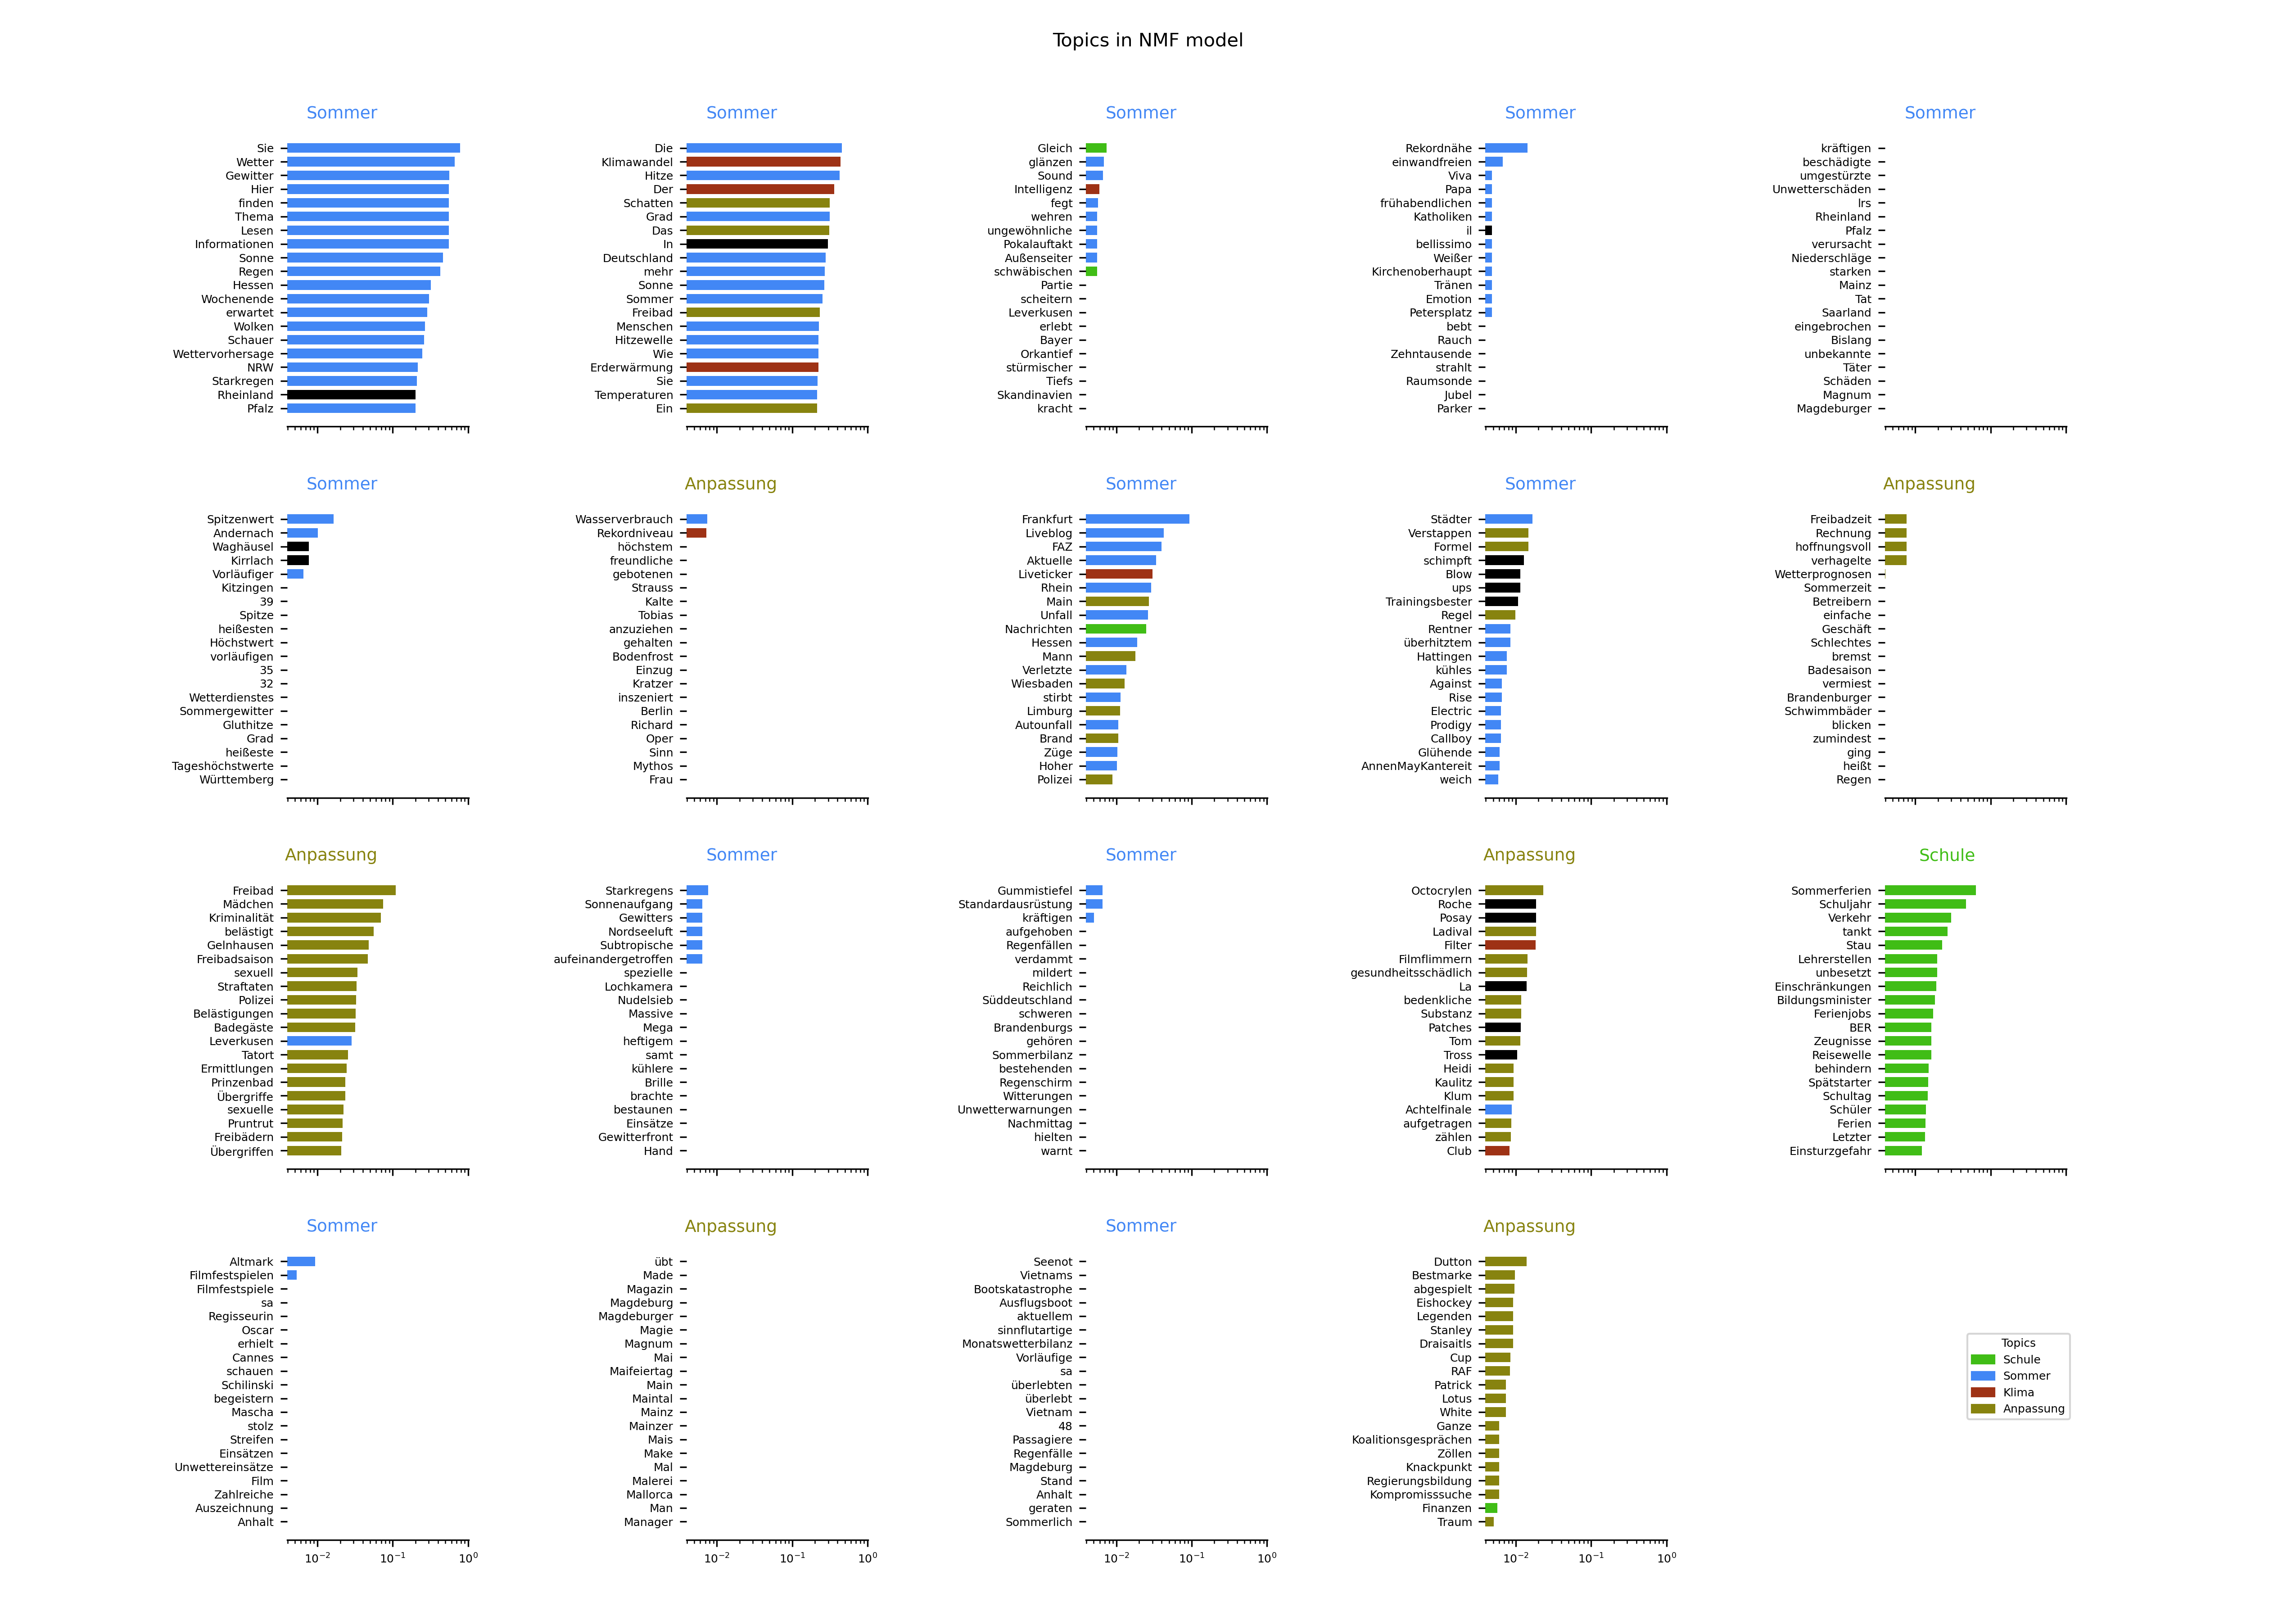 Topics in NMF model
Sommer
Sie
Wetter
Gewitter
Hier
finden
Thema
Lesen
Informationen
Sonne
Regen
Hessen
Wochenende
erwartet
Wolken
Schauer
Wettervorhersage
NRW
Starkregen
Rheinland
Pfalz
Sommer
Die
Klimawandel
Hitze
Der
Schatten
Grad
Das
In
Deutschland
mehr
Sonne
Sommer
Freibad
Menschen
Hitzewelle
Wie
Erderwärmung
Sie
Temperaturen
Ein
Sommer
Gleich
glänzen
Sound
Intelligenz
fegt
wehren
ungewöhnliche
Pokalauftakt
Außenseiter
schwäbischen
Partie
scheitern
Leverkusen
erlebt
Bayer
Orkantief
stürmischer
Tiefs
Skandinavien
kracht
Sommer
Rekordnähe
einwandfreien
Viva
Papa
frühabendlichen
Katholiken
il
bellissimo
Weißer
Kirchenoberhaupt
Tränen
Emotion
Petersplatz
bebt
Rauch
Zehntausende
strahlt
Raumsonde
Jubel
Parker
Sommer
kräftigen
beschädigte
umgestürzte
Unwetterschäden
lrs
Rheinland
Pfalz
verursacht
Niederschläge
starken
Mainz
Tat
Saarland
eingebrochen
Bislang
unbekannte
Täter
Schäden
Magnum
Magdeburger
Sommer
Spitzenwert
Andernach
Waghäusel
Kirrlach
Vorläufiger
Kitzingen
39
Spitze
heißesten
Höchstwert
vorläufigen
35
32
Wetterdienstes
Sommergewitter
Gluthitze
Grad
heißeste
Tageshöchstwerte
Württemberg
Anpassung
Wasserverbrauch
Rekordniveau
höchstem
freundliche
gebotenen
Strauss
Kalte
Tobias
anzuziehen
gehalten
Bodenfrost
Einzug
Kratzer
inszeniert
Berlin
Richard
Oper
Sinn
Mythos
Frau
Sommer
Frankfurt
Liveblog
FAZ
Aktuelle
Liveticker
Rhein
Main
Unfall
Nachrichten
Hessen
Mann
Verletzte
Wiesbaden
stirbt
Limburg
Autounfall
Brand
Züge
Hoher
Polizei
Sommer
Städter
Verstappen
Formel
schimpft
Blow
ups
Trainingsbester
Regel
Rentner
überhitztem
Hattingen
kühles
Against
Rise
Electric
Prodigy
Callboy
Glühende
AnnenMayKantereit
weich
Anpassung
Freibadzeit
Rechnung
hoffnungsvoll
verhagelte
Wetterprognosen
Sommerzeit
Betreibern
einfache
Geschäft
Schlechtes
bremst
Badesaison
vermiest
Brandenburger
Schwimmbäder
blicken
zumindest
ging
heißt
Regen
Anpassung
Freibad
Mädchen
Kriminalität
belästigt
Gelnhausen
Freibadsaison
sexuell
Straftaten
Polizei
Belästigungen
Badegäste
Leverkusen
Tatort
Ermittlungen
Prinzenbad
Übergriffe
sexuelle
Pruntrut
Freibädern
Übergriffen
Sommer
Starkregens
Sonnenaufgang
Gewitters
Nordseeluft
Subtropische
aufeinandergetroffen
spezielle
Lochkamera
Nudelsieb
Massive
Mega
heftigem
samt
kühlere
Brille
brachte
bestaunen
Einsätze
Gewitterfront
Hand
Sommer
Gummistiefel
Standardausrüstung
kräftigen
aufgehoben
Regenfällen
verdammt
mildert
Reichlich
Süddeutschland
schweren
Brandenburgs
gehören
Sommerbilanz
bestehenden
Regenschirm
Witterungen
Unwetterwarnungen
Nachmittag
hielten
warnt
Anpassung
Octocrylen
Roche
Posay
Ladival
Filter
Filmflimmern
gesundheitsschädlich
La
bedenkliche
Substanz
Patches
Tom
Tross
Heidi
Kaulitz
Klum
Achtelfinale
aufgetragen
zählen
Club
Schule
Sommerferien
Schuljahr
Verkehr
tankt
Stau
Lehrerstellen
unbesetzt
Einschränkungen
Bildungsminister
Ferienjobs
BER
Zeugnisse
Reisewelle
behindern
Spätstarter
Schultag
Schüler
Ferien
Letzter
Einsturzgefahr
Sommer
Altmark
Filmfestspielen
Filmfestspiele
sa
Regisseurin
Oscar
erhielt
Cannes
schauen
Schilinski
begeistern
Mascha
stolz
Streifen
Einsätzen
Unwettereinsätze
Film
Zahlreiche
Auszeichnung
Anhalt
10⁻² 10⁻¹ 10⁰
Anpassung
übt
Made
Magazin
Magdeburg
Magdeburger
Magie
Magnum
Mai
Maifeiertag
Main
Maintal
Mainz
Mainzer
Mais
Make
Mal
Malerei
Mallorca
Man
Manager
10⁻² 10⁻¹ 10⁰
Sommer
Seenot
Vietnams
Bootskatastrophe
Ausflugsboot
aktuellem
sinnflutartige
Monatswetterbilanz
Vorläufige
sa
überlebten
überlebt
Vietnam
48
Passagiere
Regenfälle
Magdeburg
Stand
Anhalt
geraten
Sommerlich
10⁻² 10⁻¹ 10⁰
Anpassung
Dutton
Bestmarke
abgespielt
Eishockey
Legenden
Stanley
Draisaitls
Cup
RAF
Patrick
Lotus
White
Ganze
Koalitionsgesprächen
Zöllen
Knackpunkt
Regierungsbildung
Kompromisssuche
Finanzen
Traum
10⁻² 10⁻¹ 10⁰
Topics
Schule
Sommer
Klima
Anpassung